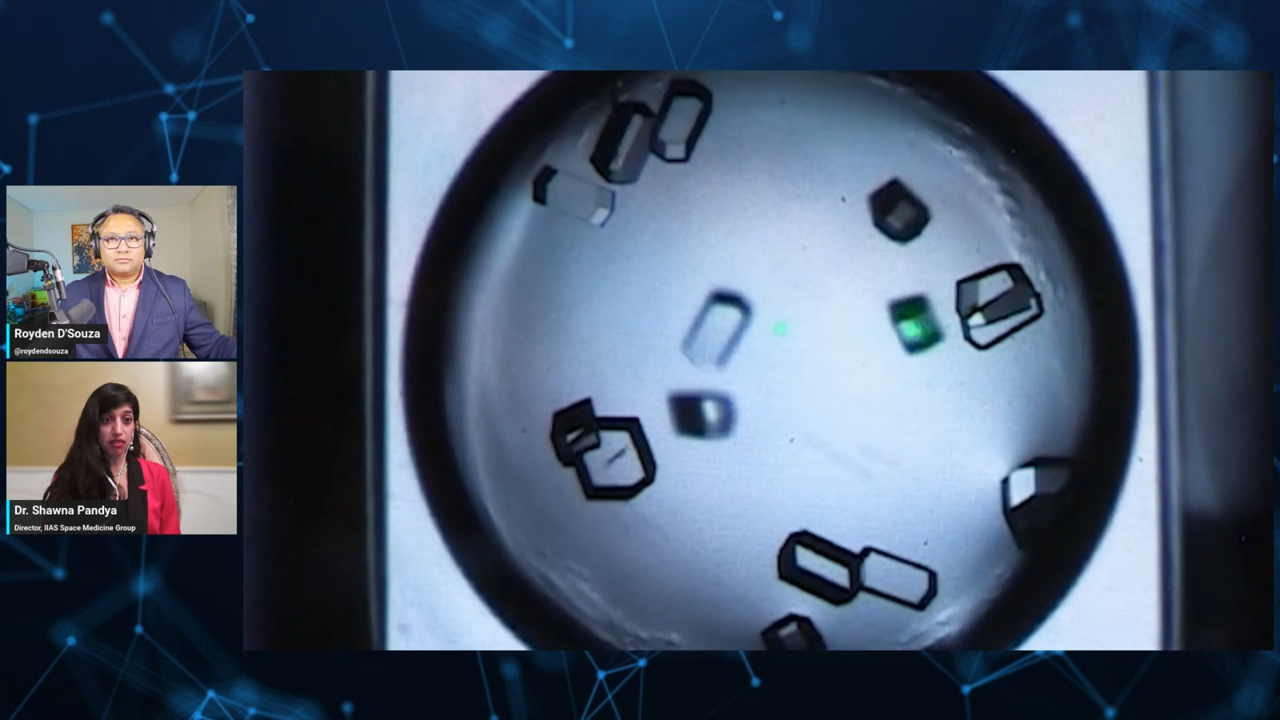 Royden D'Souza
@roydendsouza
Dr. Shawna Pandya
Director, IIAS Space Medicine Group